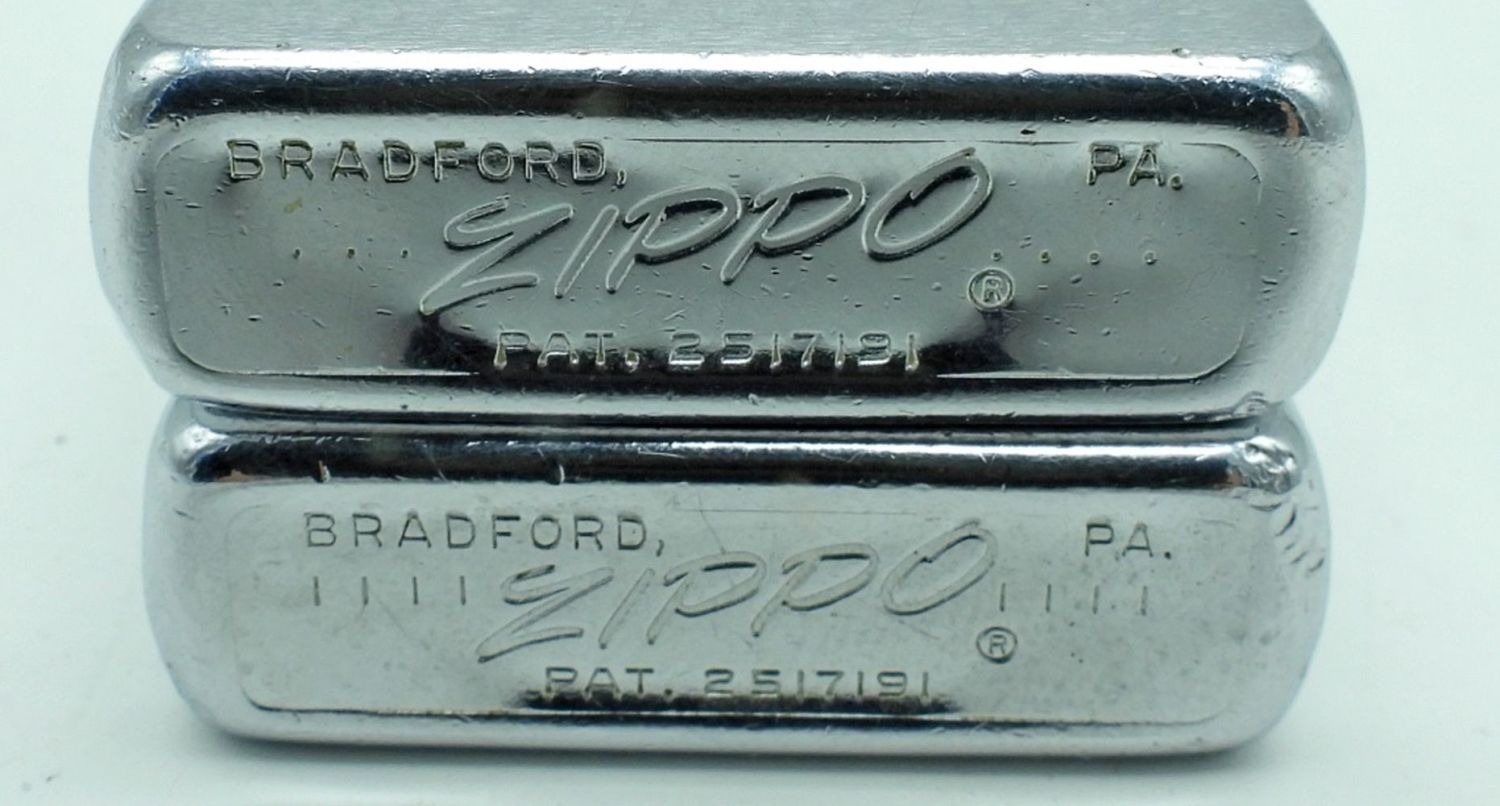 BRADFORD, PA.
. . . ZIPPO . . . .
®
PAT. 2517191
BRADFORD, PA.
| | | | ZIPPO | | | |
®
PAT. 2517191